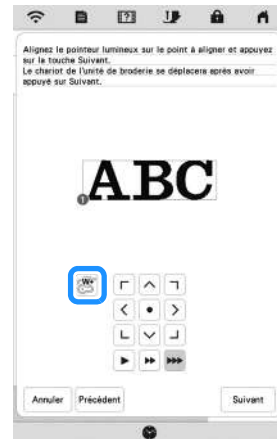 Alignez le pointeur lumineux sur le point à aligner et appuyez
sur la touche Suivant.
Le chariot de l'unité de broderie se déplacera après avoir
appuyé sur Suivant.
ABC
1
Annuler Précédent Suivant